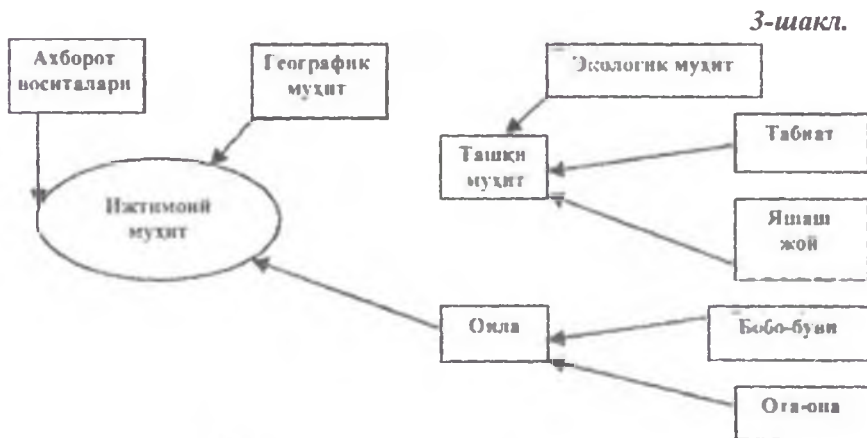 3-шакл.
Ахборот
воситалари
Географик
муҳит
Экологик муҳит
Ташқи
муҳит
Табиат
Яшаш
жой
Ижтимоий
муҳит
Оила
Бобо-буви
Ота-она